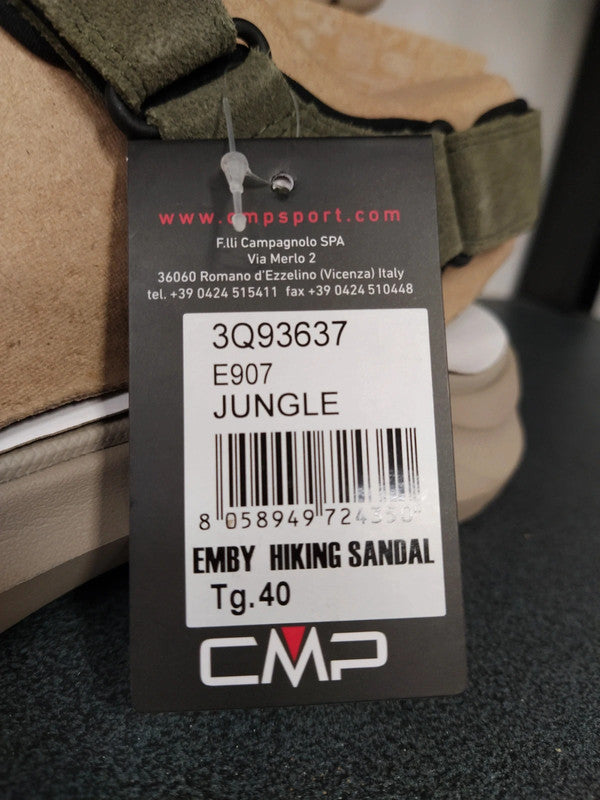 www.cmpsport.com
F.lli Campagnolo SPA
Via Merlo 2
36060 Romano d'Ezzelino (Vicenza) Italy
tel. +39 0424 515411 fax +39 0424 510448
3Q93637
E907
JUNGLE
8 058949 724350
EMBY HIKING SANDAL
Tg.40
CMP